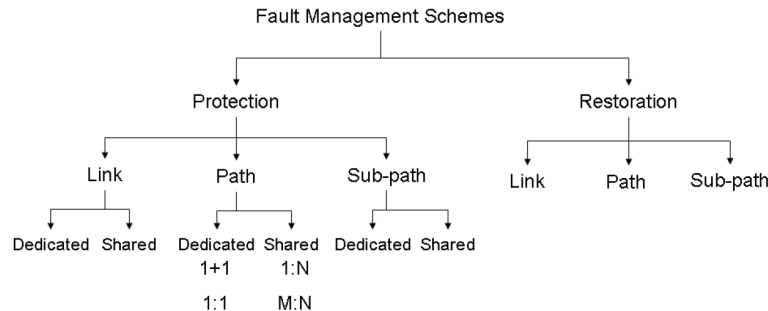 Fault Management Schemes
Protection Restoration
Link Path Sub-path Link Path Sub-path
Dedicated Shared Dedicated Shared Dedicated Shared
1+1 1:N
1:1 M:N